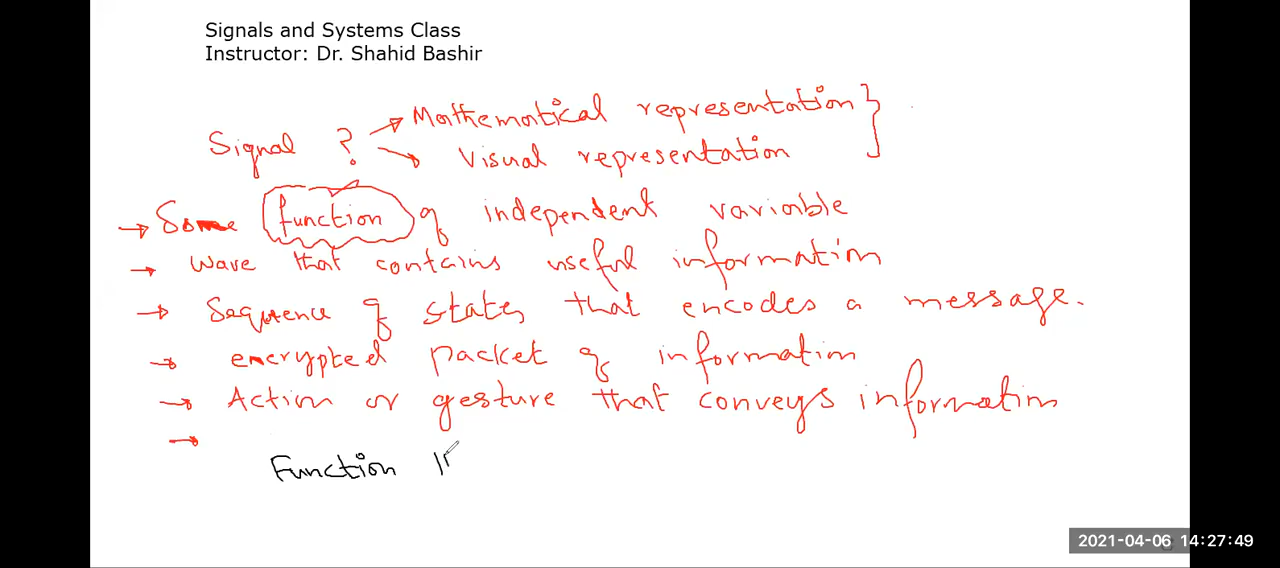 Signals and Systems Class
Instructor: Dr. Shahid Bashir
Signal ? → Mathematical representation }
→ Visual representation
→ Some function of independent variable
→ Wave that contains useful information
→ Sequence of states that encodes a message.
→ encrypted packet of information
→ Action or gesture that conveys information
→
Function
2021-04-06 14:27:49